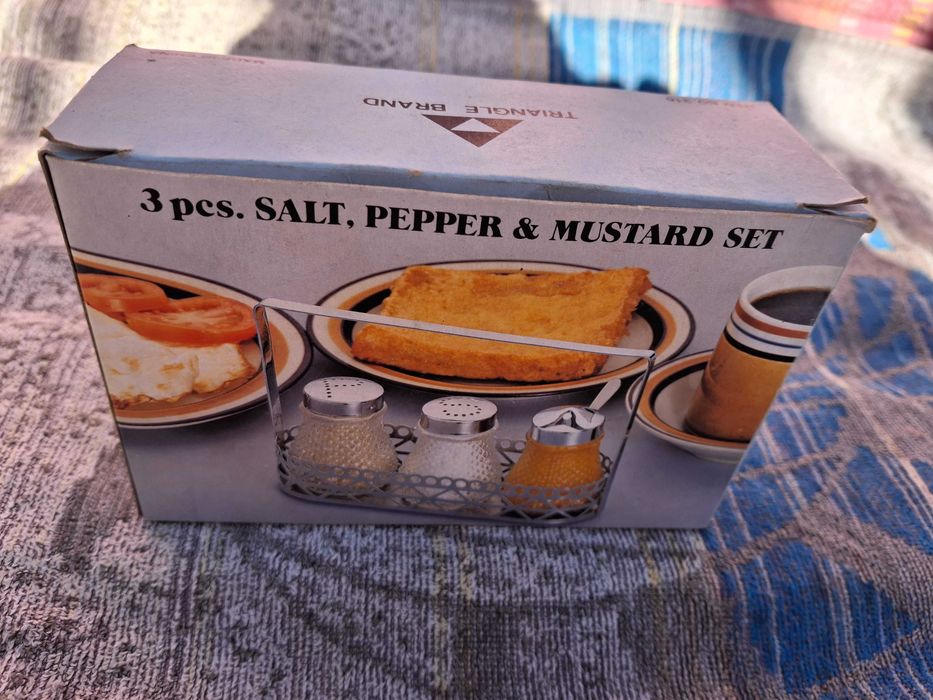 TRIANGLE BRAND
3 pcs. SALT, PEPPER & MUSTARD SET